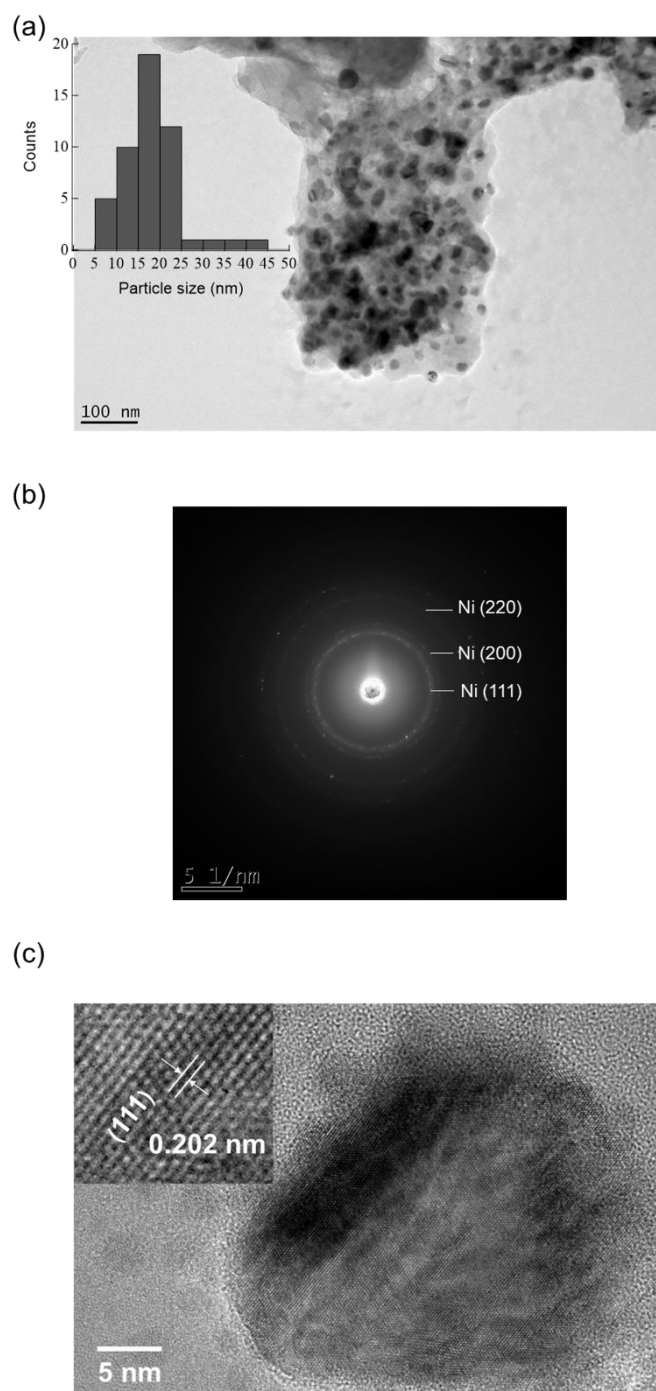 (a)
20
15
10
5
0
Counts
0 5 10 15 20 25 30 35 40 45 50
Particle size (nm)
100 nm
(b)
Ni (220)
Ni (200)
Ni (111)
5 1/nm
(c)
(111)
0.202 nm
5 nm